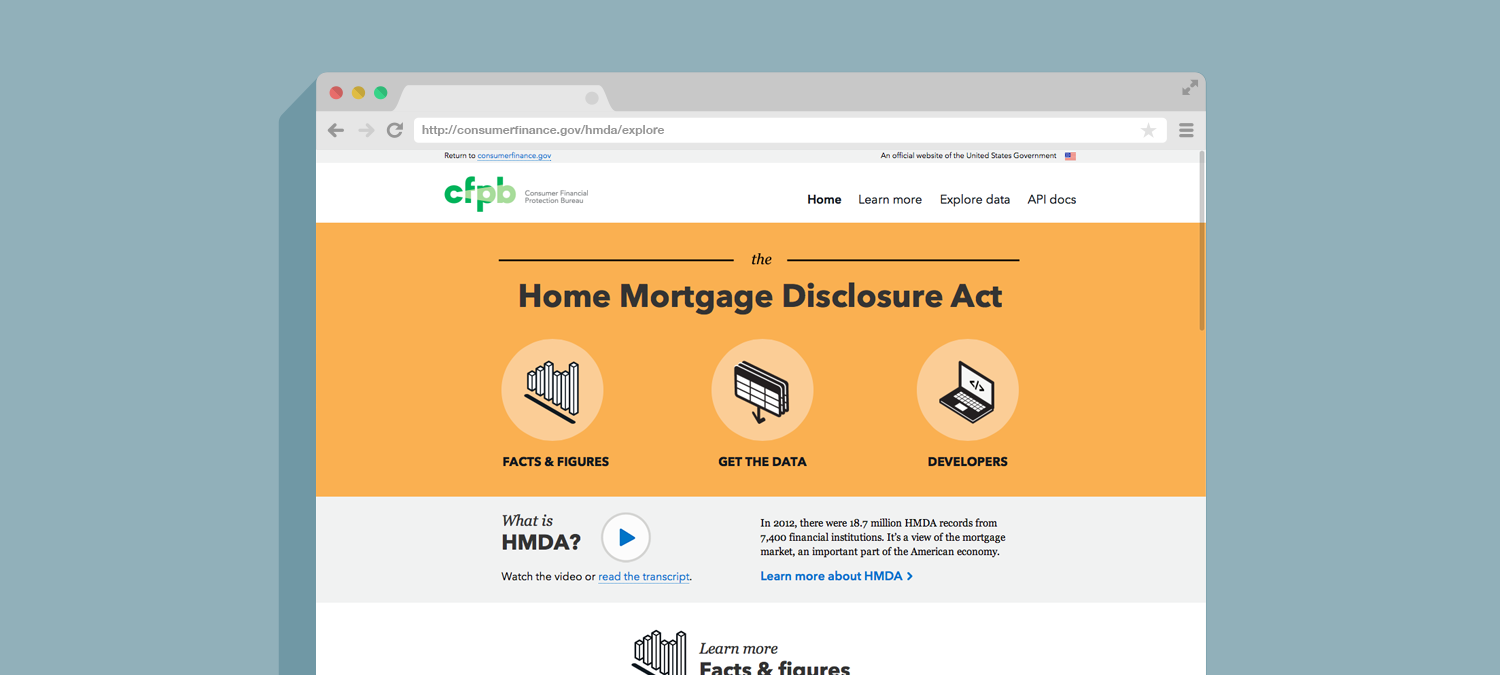 http://consumerfinance.gov/hmda/explore
Return to consumerfinance.gov
An official website of the United States Government
cfpb
Consumer Financial
Protection Bureau
Home
Learn more
Explore data
API docs
the
Home Mortgage Disclosure Act
</>
FACTS & FIGURES
GET THE DATA
DEVELOPERS
What is
HMDA?
Watch the video or read the transcript.
In 2012, there were 18.7 million HMDA records from
7,400 financial institutions. It's a view of the mortgage
market, an important part of the American economy.
Learn more about HMDA
Learn more
Facts & figures